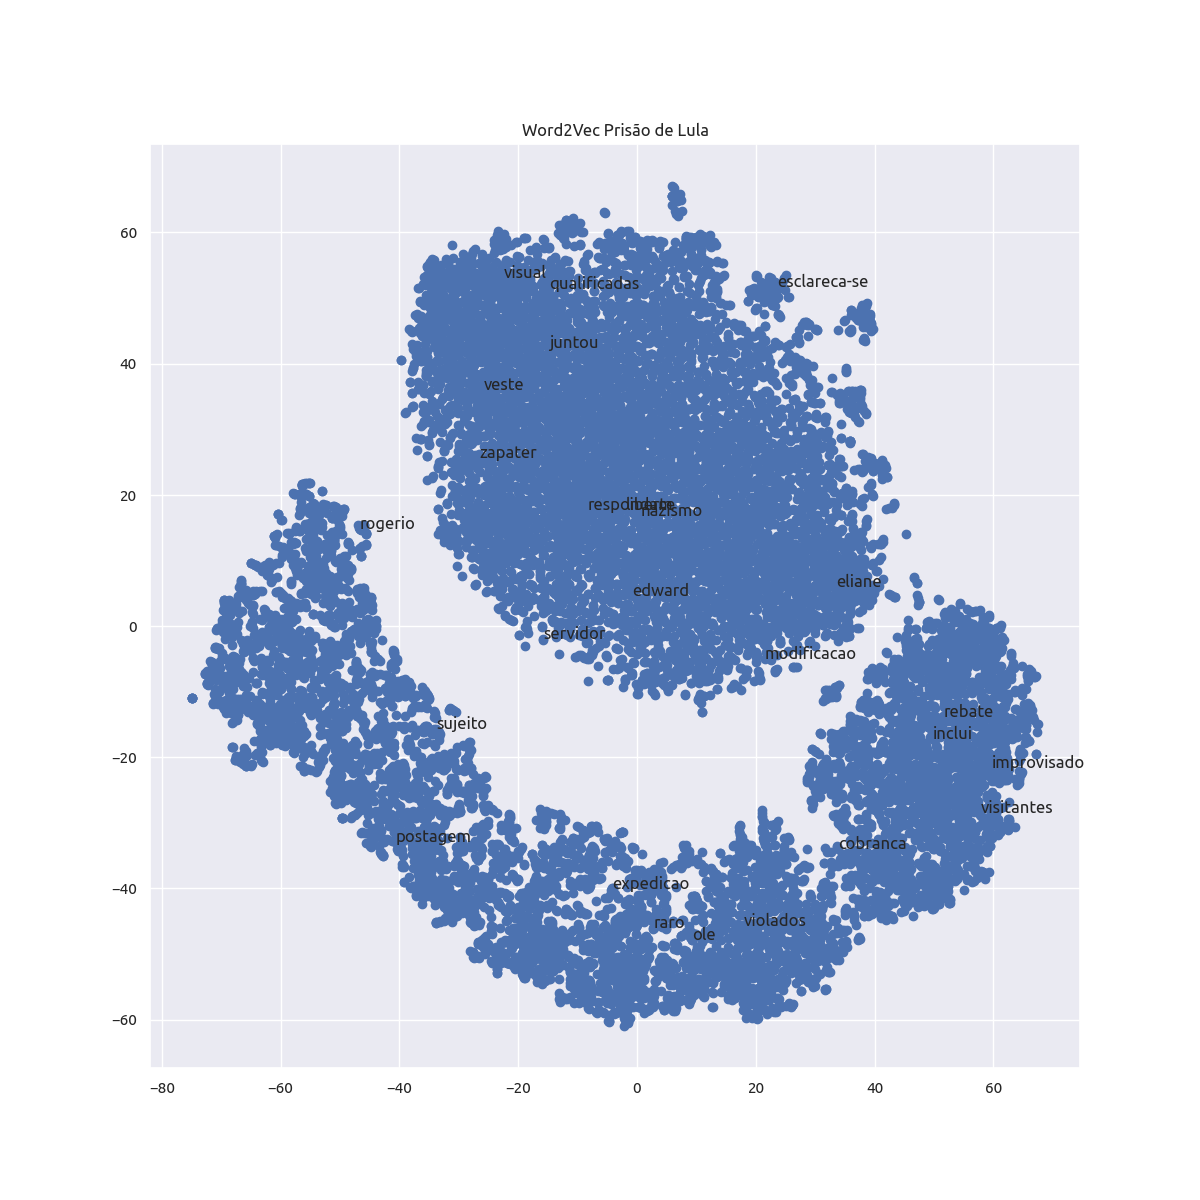 Word2Vec Prisão de Lula
60
40
20
0
−20
−40
−60
visual
qualificadas
esclareca-se
juntou
veste
zapater
nazismo
rogerio
eliane
edward
servidor
modificacao
rebate
sujeito
inclui
improvisado
visitantes
postagem
cobranca
expedicao
raro
violados
ole
−80
−60
−40
−20
0
20
40
60